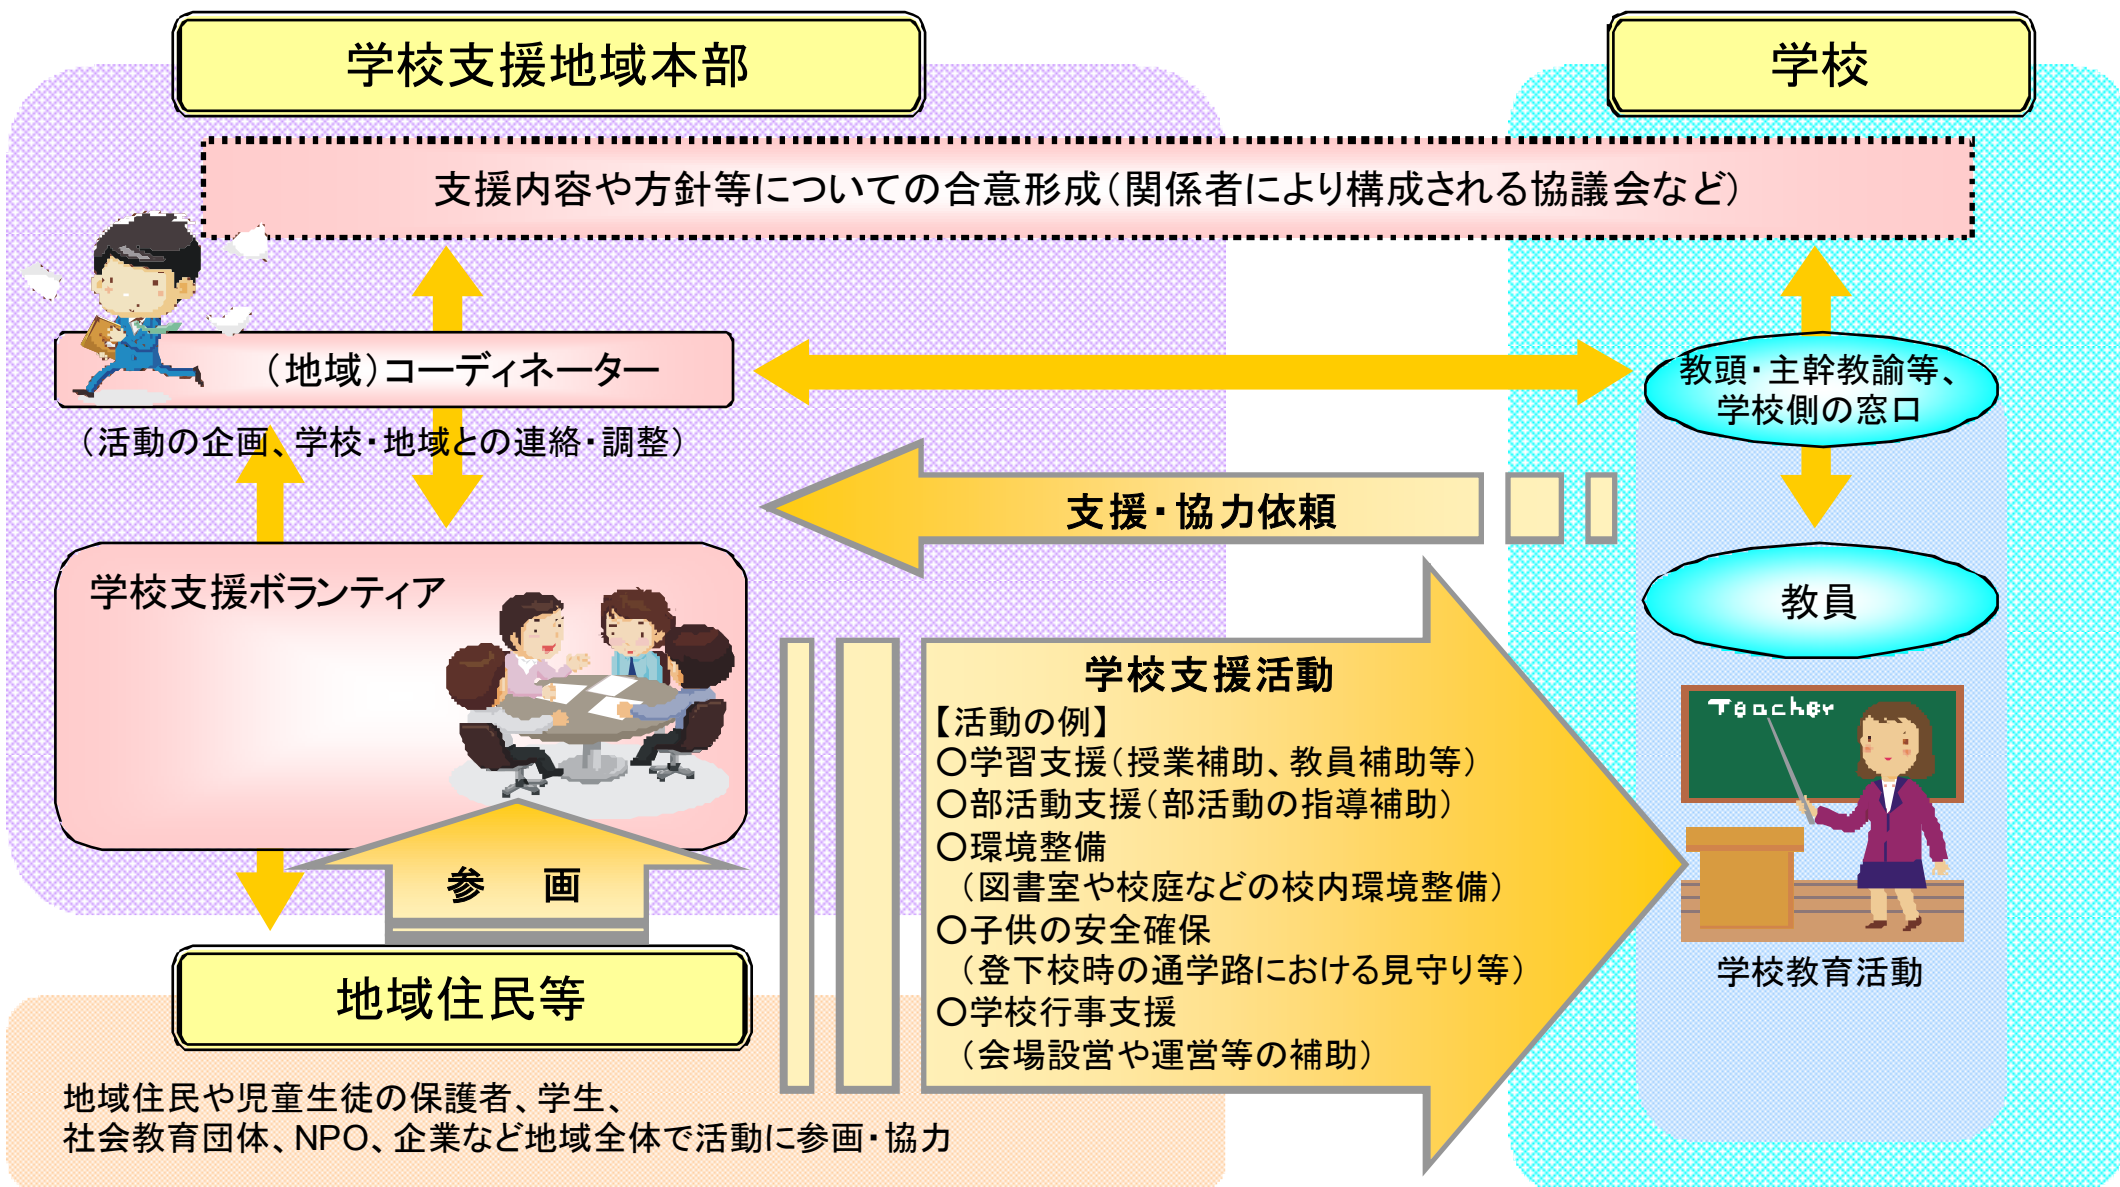 学校支援地域本部
学校
支援内容や方針等についての合意形成（関係者により構成される協議会など）
（地域）コーディネーター
（活動の企画、学校・地域との連絡・調整）
教頭・主幹教諭等、
学校側の窓口
支援・協力依頼
学校支援ボランティア
教員
学校支援活動
【活動の例】
○学習支援（授業補助、教員補助等）
○部活動支援（部活動の指導補助）
○環境整備
（図書室や校庭などの校内環境整備）
○子供の安全確保
（登下校時の通学路における見守り等）
○学校行事支援
（会場設営や運営等の補助）
Teacher
学校教育活動
参　画
地域住民等
地域住民や児童生徒の保護者、学生、
社会教育団体、NPO、企業など地域全体で活動に参画・協力